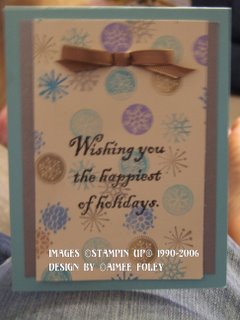 Wishing you
the happiest
of holidays.
IMAGES ©STAMPIN UP® 1990-2006
DESIGN BY ©AIMEE FOLEY